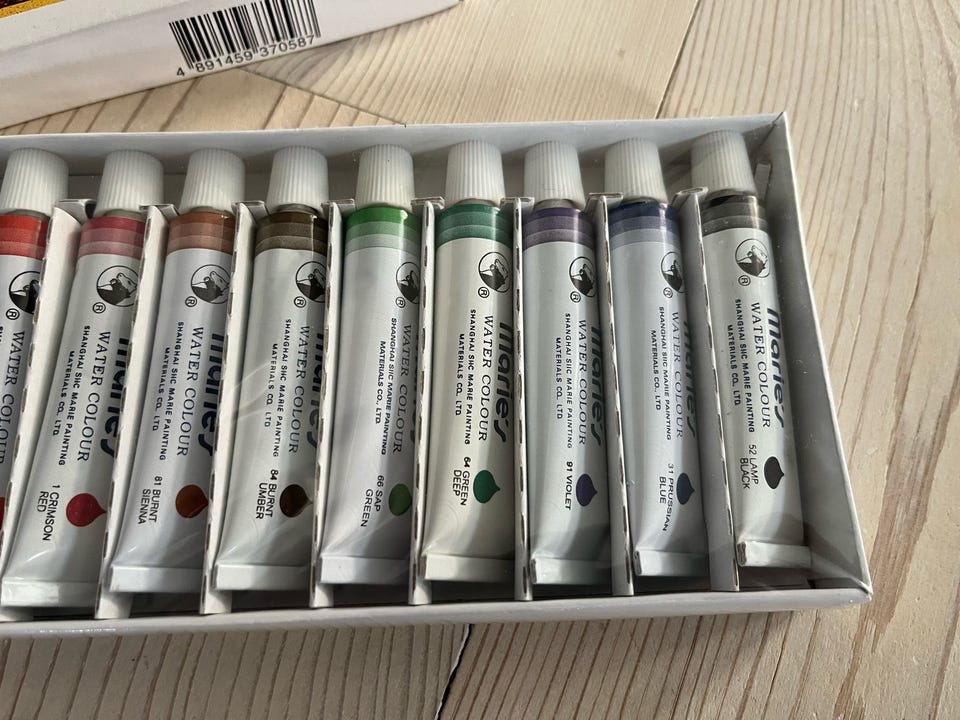 4 891459 370587
WATER COLOUR
®
marie's
WATER COLOUR
SHANGHAI SIIC MARIE PAINTING
MATERIALS CO., LTD
1 CRIMSON
RED
®
marie's
WATER COLOUR
SHANGHAI SIIC MARIE PAINTING
MATERIALS CO., LTD
81 BURNT
SIENNA
®
marie's
WATER COLOUR
SHANGHAI SIIC MARIE PAINTING
MATERIALS CO., LTD
84 BURNT
UMBER
®
WATER COLOUR
SHANGHAI SIIC MARIE PAINTING
MATERIALS CO., LTD
66 SAP
GREEN
®
marie's
WATER COLOUR
SHANGHAI SIIC MARIE PAINTING
MATERIALS CO., LTD
64 GREEN
DEEP
®
marie's
WATER COLOUR
SHANGHAI SIIC MARIE PAINTING
MATERIALS CO., LTD
91 VIOLET
®
marie's
WATER COLOUR
SHANGHAI SIIC MARIE PAINTING
MATERIALS CO., LTD
31 PRUSSIAN
BLUE
®
marie's
WATER COLOUR
SHANGHAI SIIC MARIE PAINTING
MATERIALS CO., LTD
52 LAMP
BLACK